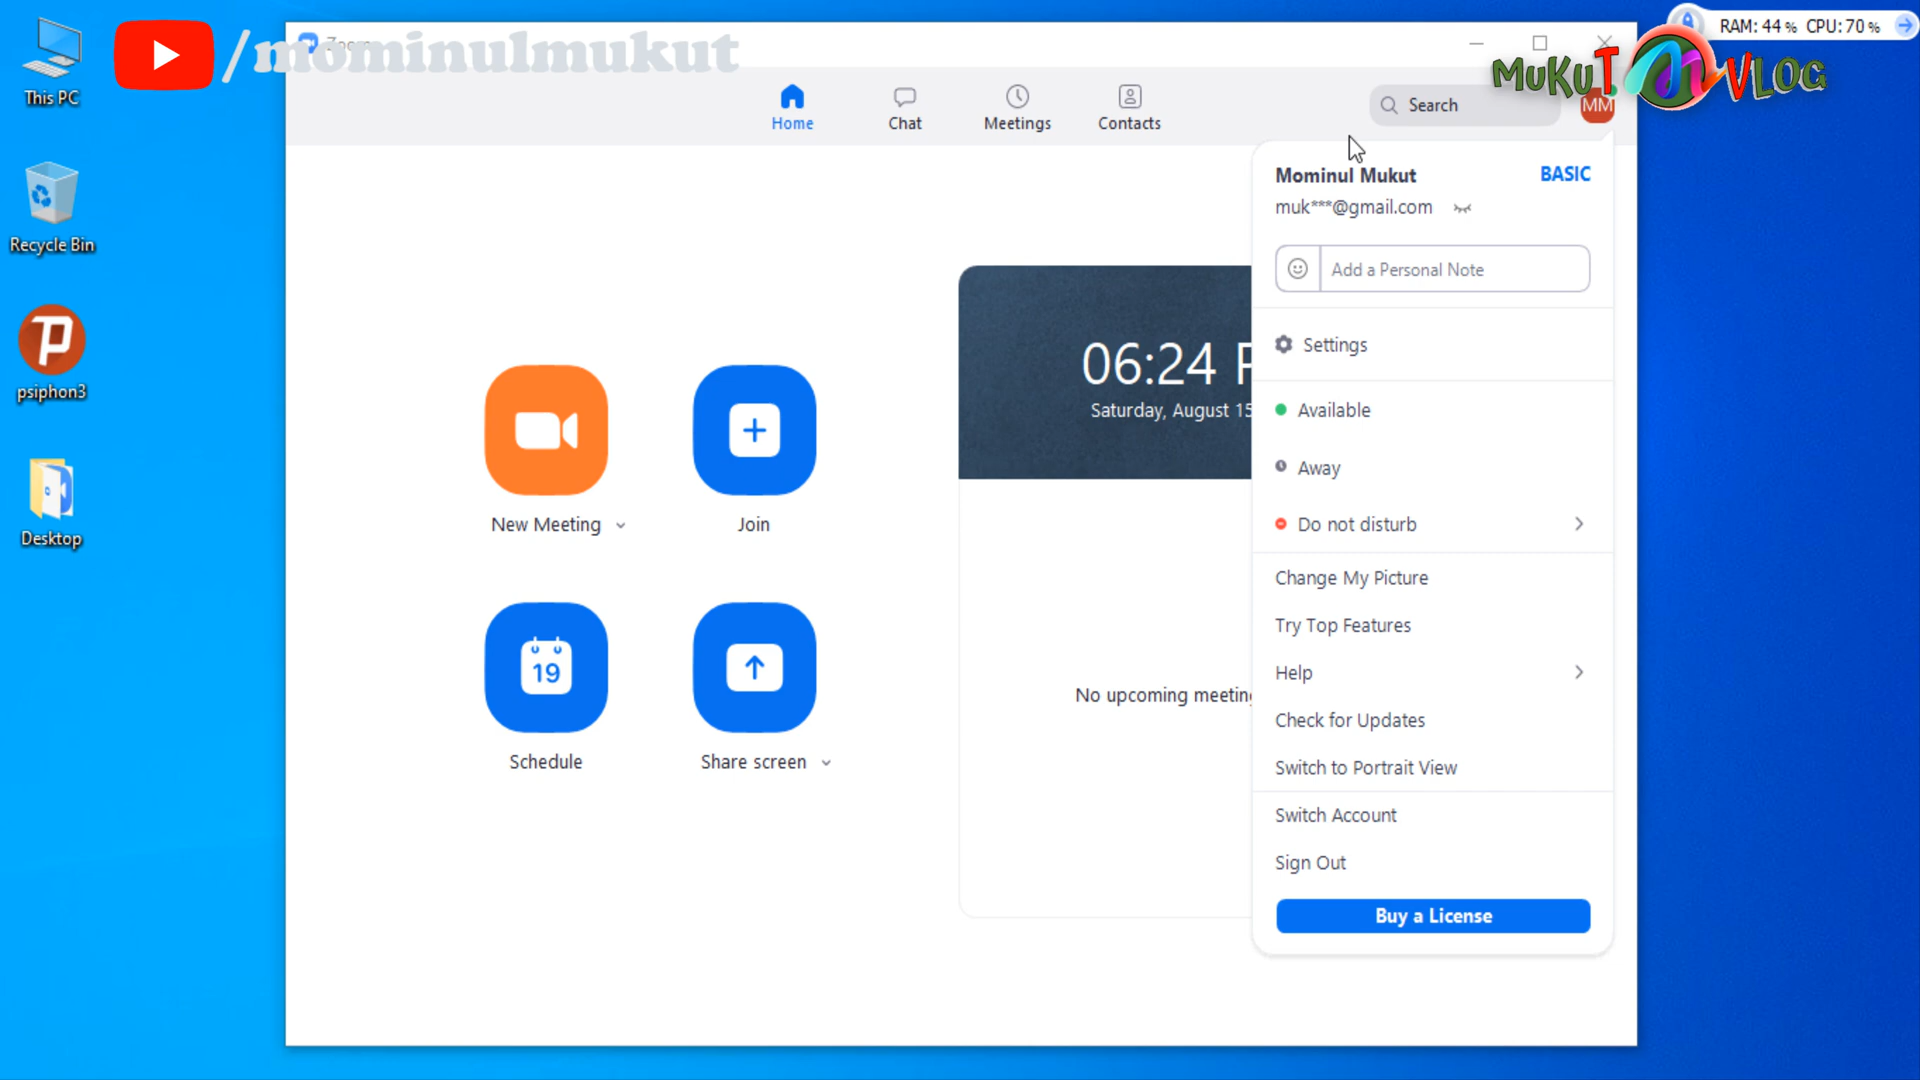 This PC
Recycle Bin
psiphon3
Desktop
/mominulmukut
Zoom
MUKUT VLOG
RAM: 44 % CPU: 70 %
Home
Chat
Meetings
Contacts
Search
MM
New Meeting
Join
19
Schedule
Share screen
06:24 P
Saturday, August 15
No upcoming meeting
Mominul Mukut
BASIC
muk***@gmail.com
Add a Personal Note
Settings
Available
Away
Do not disturb
Change My Picture
Try Top Features
Help
Check for Updates
Switch to Portrait View
Switch Account
Sign Out
Buy a License